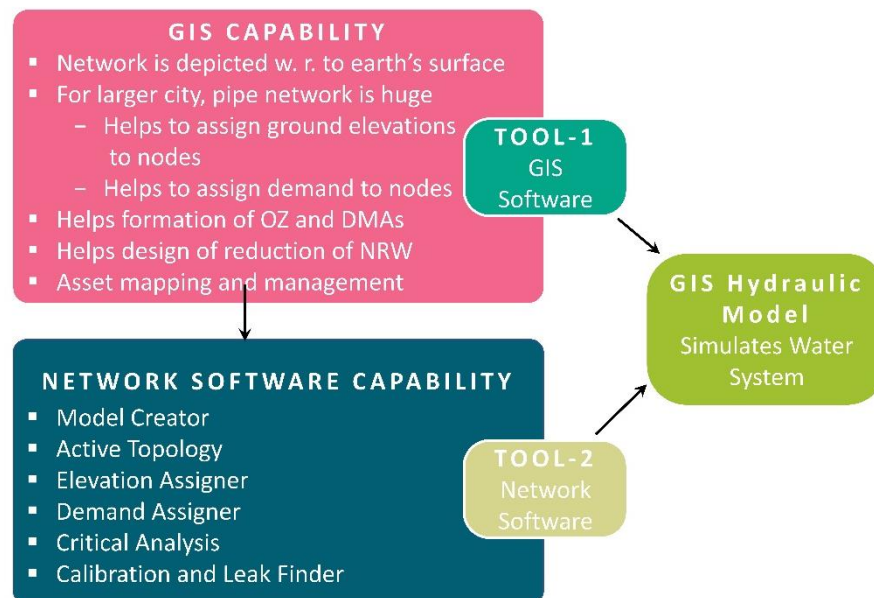 GIS CAPABILITY
▪ Network is depicted w. r. to earth’s surface
▪ For larger city, pipe network is huge
− Helps to assign ground elevations
to nodes
− Helps to assign demand to nodes
▪ Helps formation of OZ and DMAs
▪ Helps design of reduction of NRW
▪ Asset mapping and management
TOOL-1
GIS
Software
GIS Hydraulic
Model
Simulates Water
System
NETWORK SOFTWARE CAPABILITY
▪ Model Creator
▪ Active Topology
▪ Elevation Assigner
▪ Demand Assigner
▪ Critical Analysis
▪ Calibration and Leak Finder
TOOL-2
Network
Software